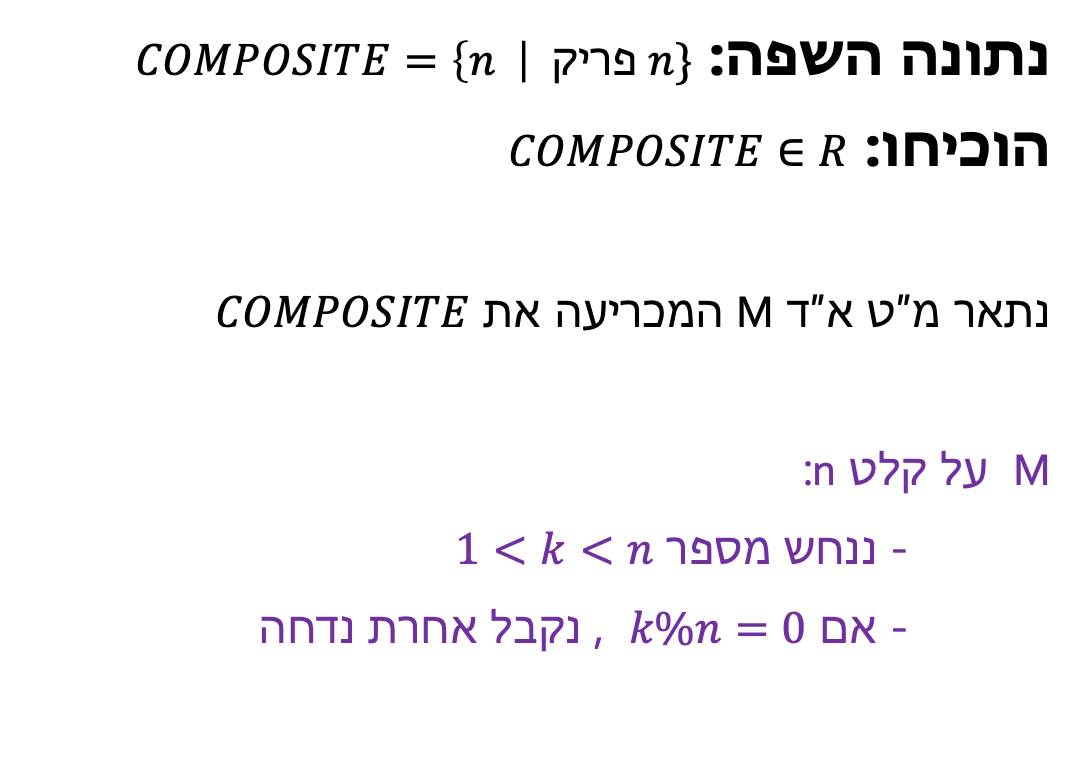 נתונה השפה: COMPOSITE = {n | פריק n}
הוכיחו: COMPOSITE ∈ R
נתאר מ"ט א"ד M המכריעה את COMPOSITE
M על קלט n:
- ננחש מספר 1 < k < n
- אם k%n = 0 , נקבל אחרת נדחה